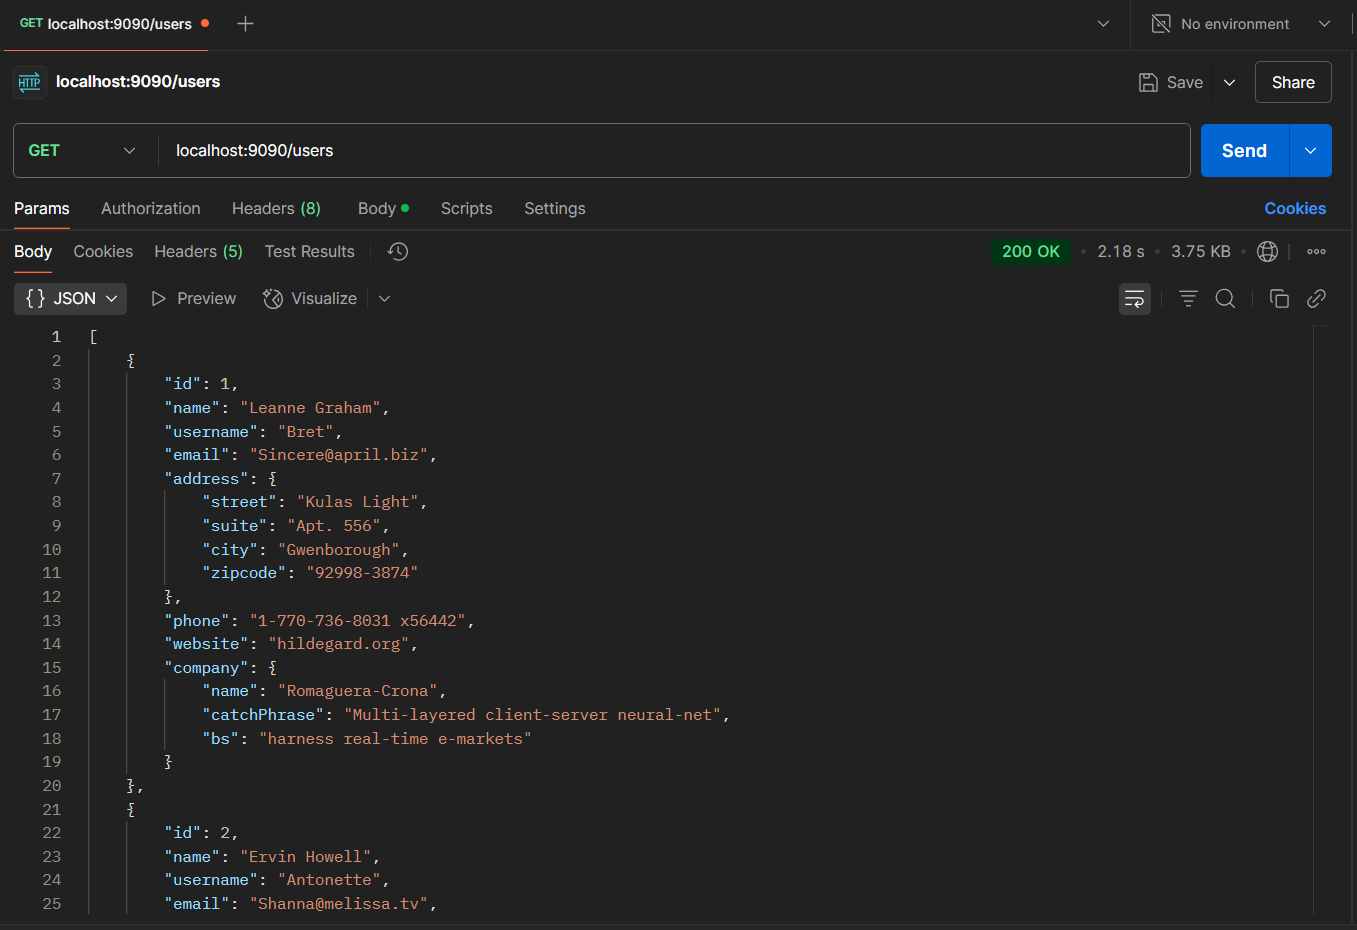 GET localhost:9090/users
No environment
HTTP localhost:9090/users
Save
Share
GET localhost:9090/users
Send
Params Authorization Headers (8) Body Scripts Settings
Cookies
Body Cookies Headers (5) Test Results
200 OK 2.18 s 3.75 KB
{} JSON Preview Visualize
1 [
2 {
3 "id": 1,
4 "name": "Leanne Graham",
5 "username": "Bret",
6 "email": "Sincere@april.biz",
7 "address": {
8 "street": "Kulas Light",
9 "suite": "Apt. 556",
10 "city": "Gwenborough",
11 "zipcode": "92998-3874"
12 },
13 "phone": "1-770-736-8031 x56442",
14 "website": "hildegard.org",
15 "company": {
16 "name": "Romaguera-Crona",
17 "catchPhrase": "Multi-layered client-server neural-net",
18 "bs": "harness real-time e-markets"
19 }
20 },
21 {
22 "id": 2,
23 "name": "Ervin Howell",
24 "username": "Antonette",
25 "email": "Shanna@melissa.tv",